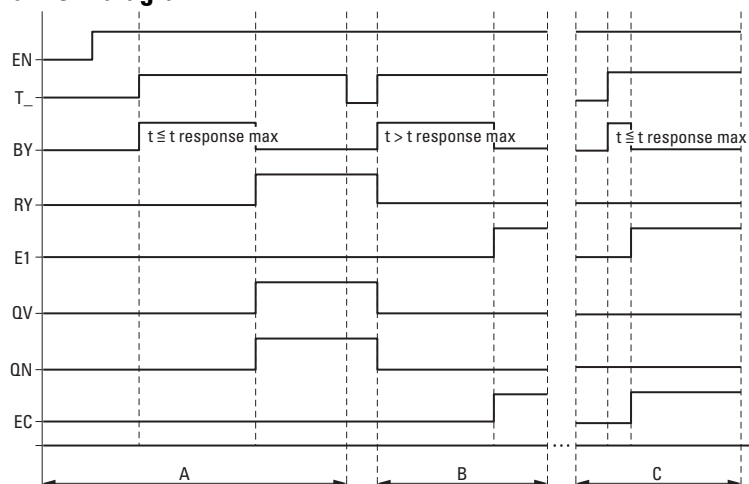 EN
T_
BY
t ≦ t response max
t > t response max
t ≦ t response max
RY
E1
QV
QN
EC
...
A
B
C